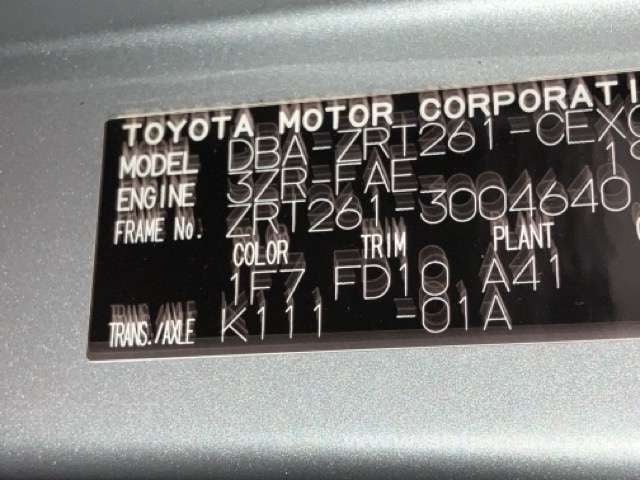 TOYOTA MOTOR CORPORATI
MODEL DBA-ZRT261-CEX
ENGINE 3ZR-FAE 18
FRAME No. ZRT261-3004640
COLOR TRIM PLANT
1F7 FD10 A41
TRANS./AXLE K111 -01A